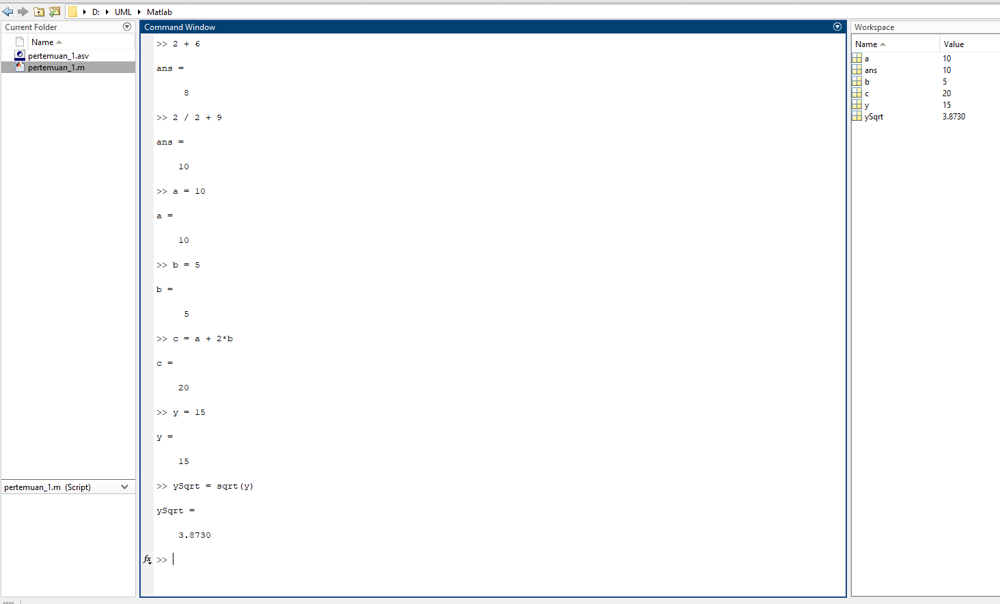 D: UML Matlab
Current Folder
Name
pertemuan_1.asv
pertemuan_1.m
pertemuan_1.m (Script)
Command Window
>> 2 + 6
ans =
8
>> 2 / 2 + 9
ans =
10
>> a = 10
a =
10
>> b = 5
b =
5
>> c = a + 2*b
c =
20
>> y = 15
y =
15
>> ySqrt = sqrt(y)
ySqrt =
3.8730
fx >>
Workspace
Name Value
a 10
ans 10
b 5
c 20
y 15
ySqrt 3.8730